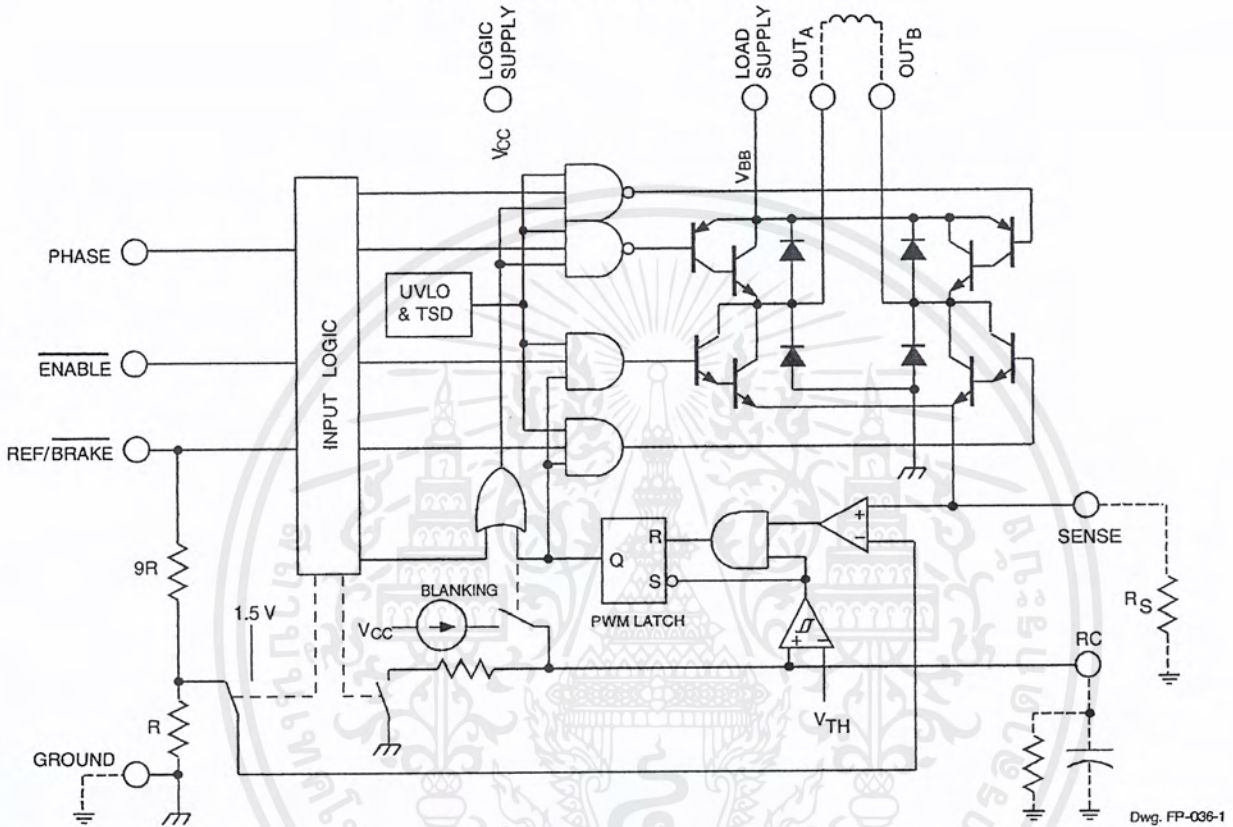 LOGIC
SUPPLY
LOAD
SUPPLY
OUTA
OUTB
VCC
VBB
PHASE
UVLO
& TSD
ENABLE
INPUT LOGIC
REF/BRAKE
9R
1.5 V
BLANKING
VCC
Q
R
S
PWM LATCH
+
−
+
−
VTH
SENSE
RS
RC
R
GROUND
Dwg. FP-036-1